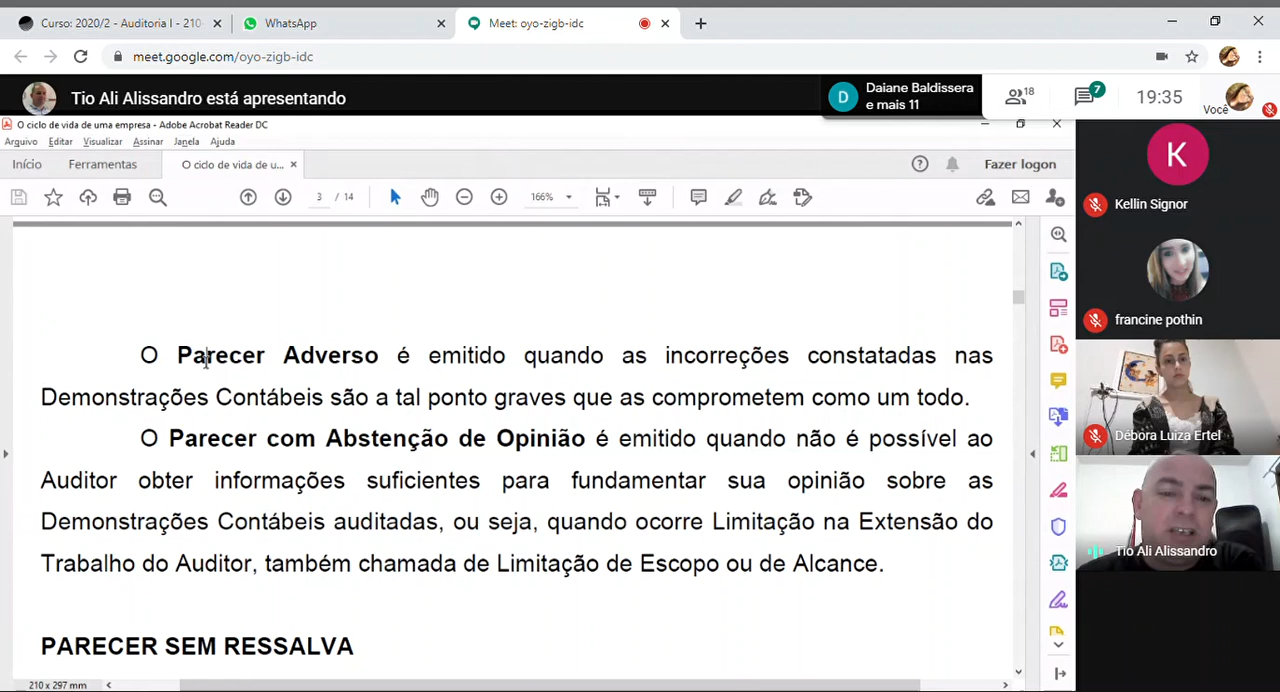 Curso: 2020/2 - Auditoria I - 210
WhatsApp
Meet: oyo-zigb-idc
meet.google.com/oyo-zigb-idc
Tio Ali Alissandro está apresentando
D
Daiane Baldissera
e mais 11
18
7
19:35
Você
O ciclo de vida de uma empresa - Adobe Acrobat Reader DC
Arquivo Editar Visualizar Assinar Janela Ajuda
Início
Ferramentas
O ciclo de vida de u...
Fazer logon
3 / 14
166%
K
Kellin Signor
francine pothin
Débora Luiza Ertel
Tio Ali Alissandro
O Parecer Adverso é emitido quando as incorreções constatadas nas
Demonstrações Contábeis são a tal ponto graves que as comprometem como um todo.
O Parecer com Abstenção de Opinião é emitido quando não é possível ao
Auditor obter informações suficientes para fundamentar sua opinião sobre as
Demonstrações Contábeis auditadas, ou seja, quando ocorre Limitação na Extensão do
Trabalho do Auditor, também chamada de Limitação de Escopo ou de Alcance.
PARECER SEM RESSALVA
210 x 297 mm